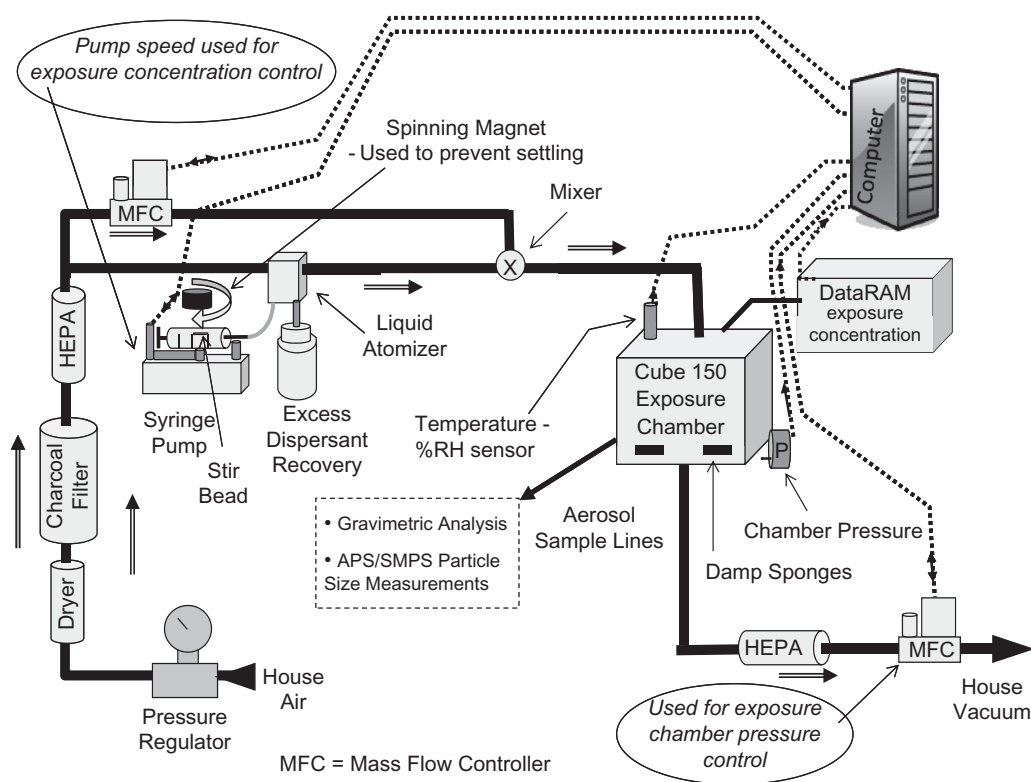 Pump speed used for
exposure concentration control
Spinning Magnet
- Used to prevent settling
Mixer
Computer
MFC
X
DataRAM
exposure
concentration
HEPA
Liquid
Atomizer
Syringe
Pump
Stir
Bead
Excess
Dispersant
Recovery
Temperature -
%RH sensor
Cube 150
Exposure
Chamber
P
Charcoal
Filter
• Gravimetric Analysis
• APS/SMPS Particle
Size Measurements
Aerosol
Sample Lines
Chamber Pressure
Damp Sponges
Dryer
HEPA
MFC
House
Air
Pressure
Regulator
House
Vacuum
Used for exposure
chamber pressure
control
MFC = Mass Flow Controller